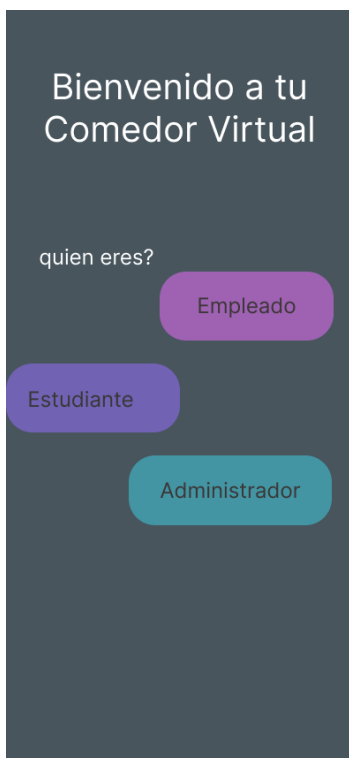 Bienvenido a tu
Comedor Virtual
quien eres?
Empleado
Estudiante
Administrador